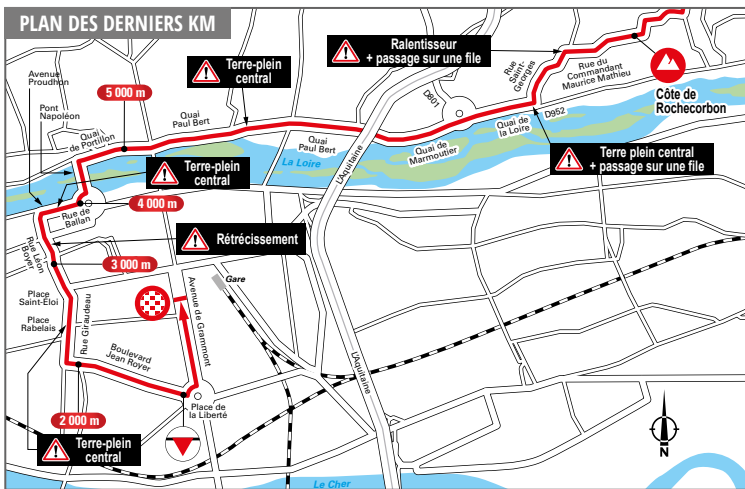 PLAN DES DERNIERS KM
Ralentisseur
+ passage sur une file
Terre-plein
central
Avenue
Proudhon
Pont
Napoléon
5 000 m
Quai
Paul Bert
Quai
de Portillon
Rue
Saint-
Georges
Rue du
Commandant
Maurice Mathieu
Côte de
Rochecorbon
D801
D952
Quai de
la Loire
Quai
Paul Bert
Quai de
Marmoutier
La Loire
L'Aquitaine
Terre-plein
central
Terre plein central
+ passage sur une file
4 000 m
Rue de
Ballan
Rue Léon
Boyer
Rétrécissement
3 000 m
Gare
Place
Saint-Eloi
Place
Rabelais
Rue Giraudeau
Avenue de Grammont
Boulevard
Jean Royer
L'Aquitaine
2 000 m
Place de
la Liberté
Terre-plein
central
N
Le Cher